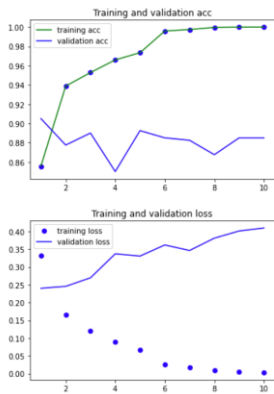 Training and validation acc
training acc
validation acc
1.00
0.98
0.96
0.94
0.92
0.90
0.88
0.86
2 4 6 8 10
Training and validation loss
training loss
validation loss
0.40
0.35
0.30
0.25
0.20
0.15
0.10
0.05
0.00
2 4 6 8 10